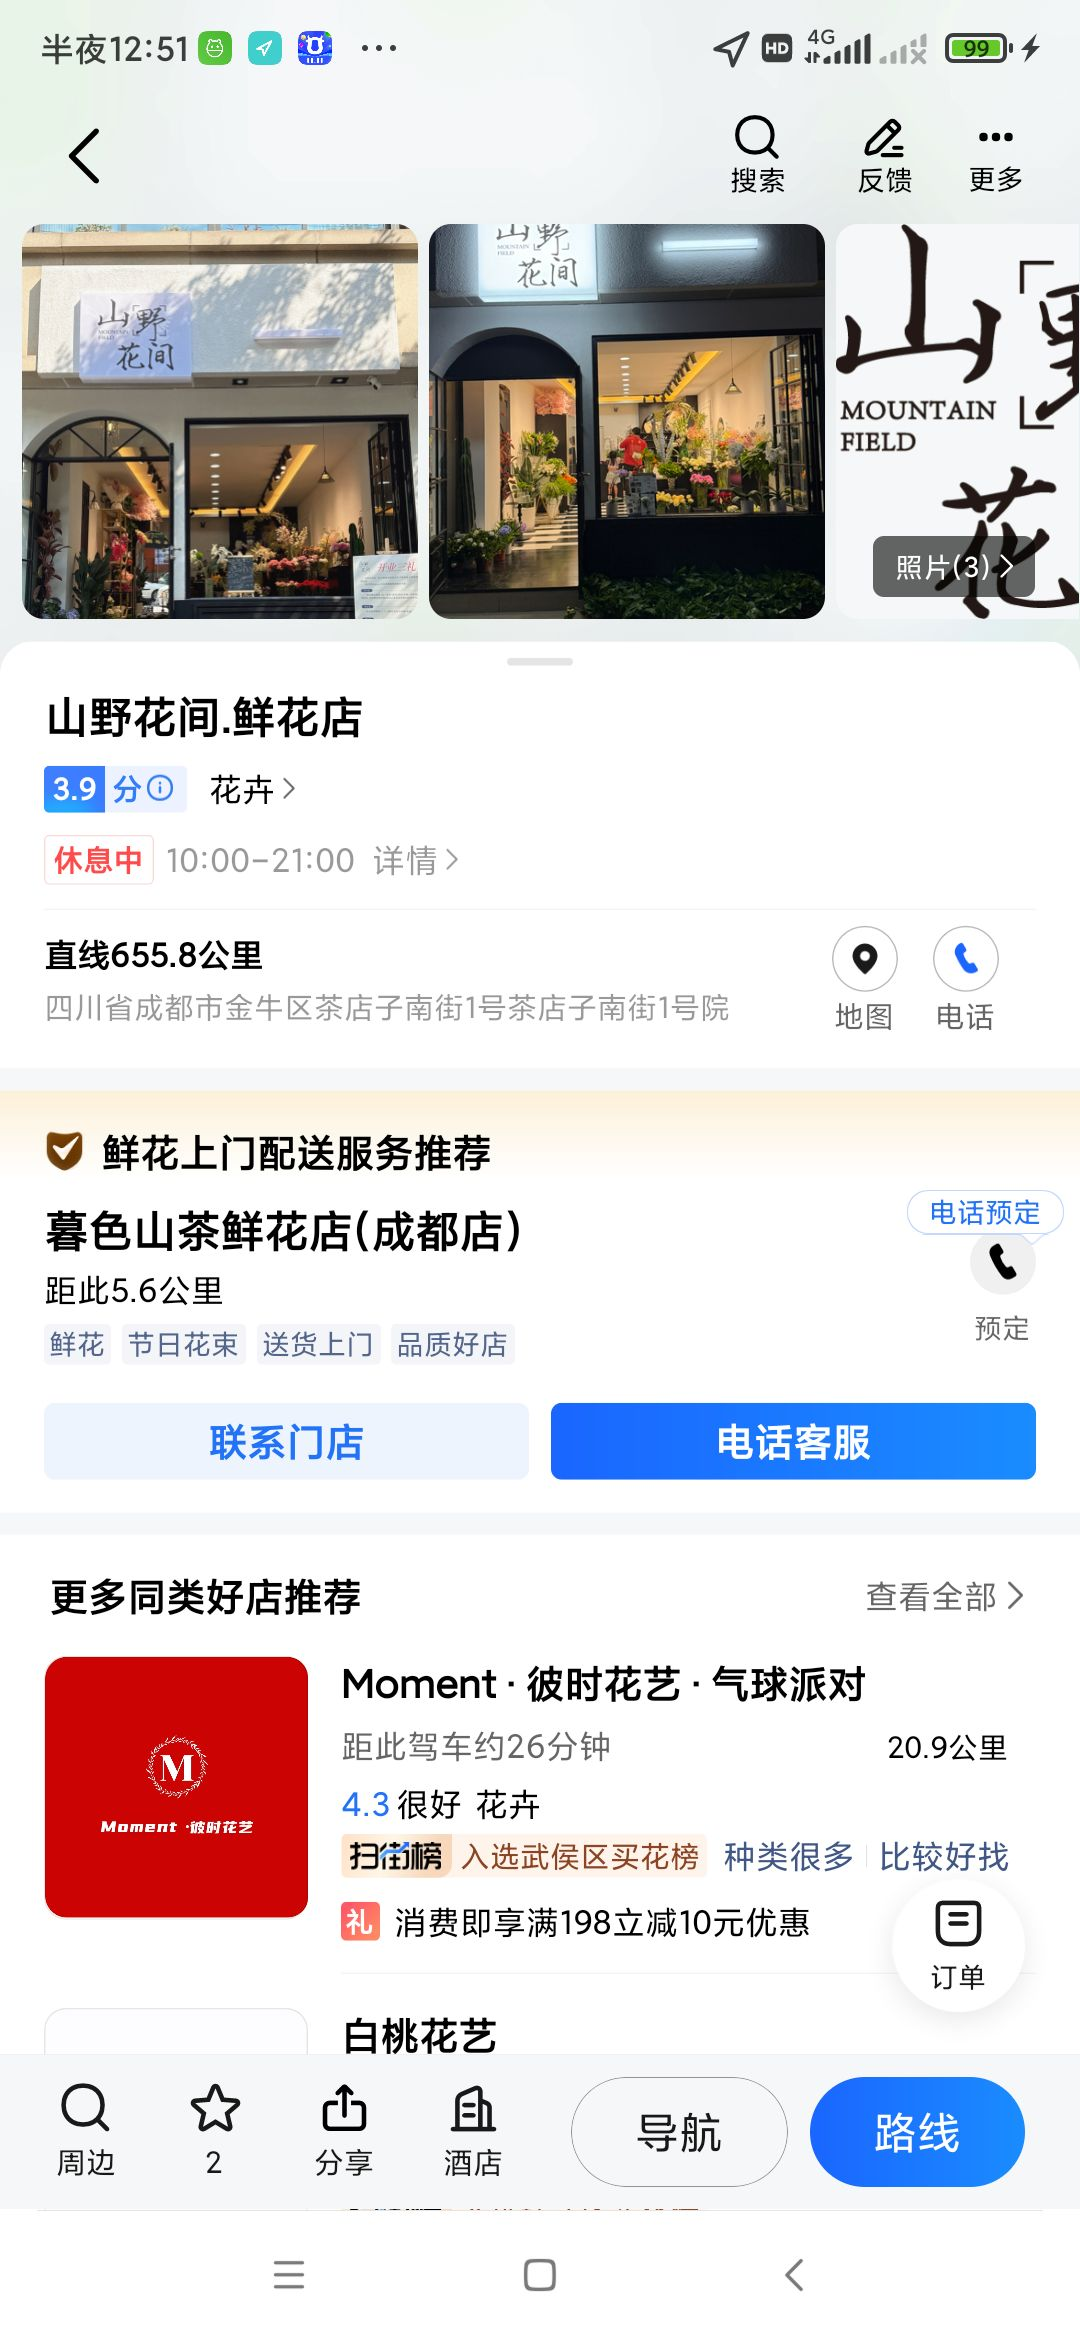 半夜12:51
HD 4G 99
搜索 反馈 更多
山野花间
MOUNTAIN FIELD
山野花间
MOUNTAIN FIELD
山「野
MOUNTAIN
FIELD
花
开业三礼
照片(3)
山野花间.鲜花店
3.9 分 花卉
休息中 10:00-21:00 详情
直线655.8公里
四川省成都市金牛区茶店子南街1号茶店子南街1号院
地图 电话
鲜花上门配送服务推荐
暮色山茶鲜花店(成都店)
电话预定
距此5.6公里
预定
鲜花 节日花束 送货上门 品质好店
联系门店 电话客服
更多同类好店推荐 查看全部
M
Moment ·彼时花艺
Moment · 彼时花艺 · 气球派对
距此驾车约26分钟 20.9公里
4.3 很好 花卉
扫街榜 入选武侯区买花榜 种类很多 比较好找
礼 消费即享满198立减10元优惠
订单
白桃花艺
周边 2 分享 酒店 导航 路线